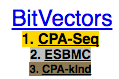 BitVectors
1. CPA-Seq
2. ESBMC
3. CPA-kInd